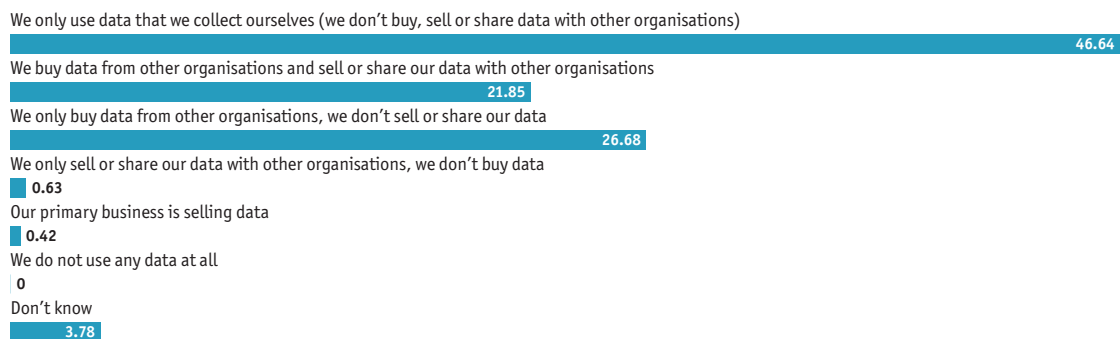 We only use data that we collect ourselves (we don’t buy, sell or share data with other organisations)
46.64
We buy data from other organisations and sell or share our data with other organisations
21.85
We only buy data from other organisations, we don’t sell or share our data
26.68
We only sell or share our data with other organisations, we don’t buy data
0.63
Our primary business is selling data
0.42
We do not use any data at all
0
Don’t know
3.78